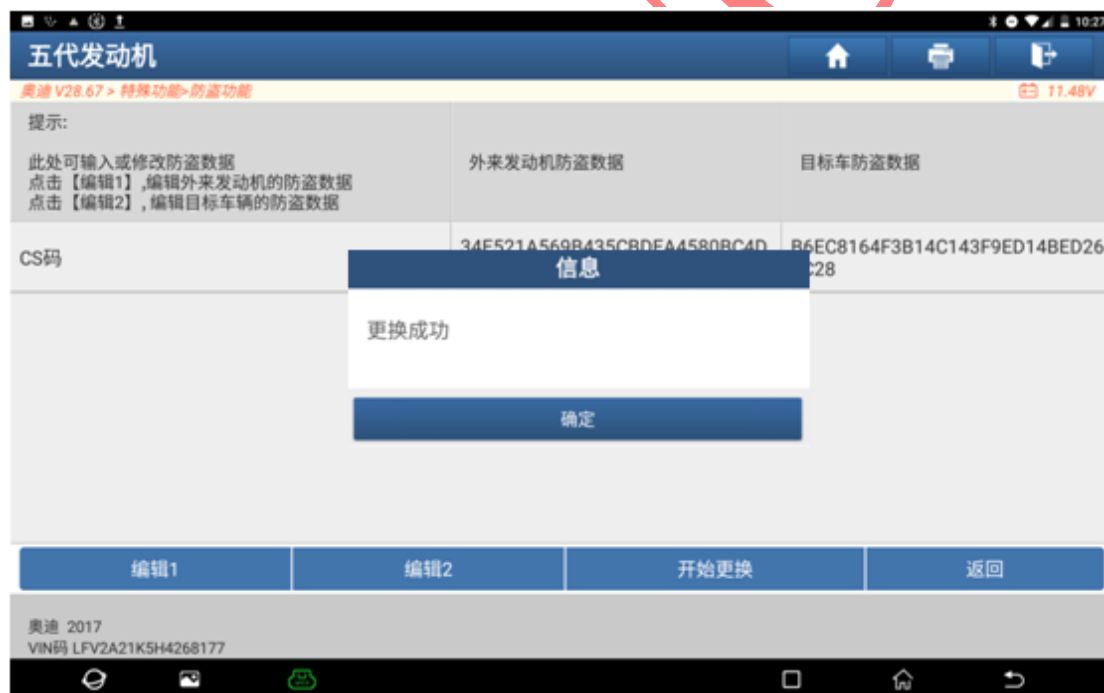 10:27
五代发动机
奥迪 V28.67 > 特殊功能>防盗功能
11.48V
提示:
此处可输入或修改防盗数据
点击【编辑1】,编辑外来发动机的防盗数据
点击【编辑2】, 编辑目标车辆的防盗数据
外来发动机防盗数据
目标车防盗数据
CS码
34E521A569B435CBDEA4580BC4D
B6EC8164F3B14C143F9ED14BED26
C28
信息
更换成功
确定
编辑1
编辑2
开始更换
返回
奥迪 2017
VIN码 LFV2A21K5H4268177